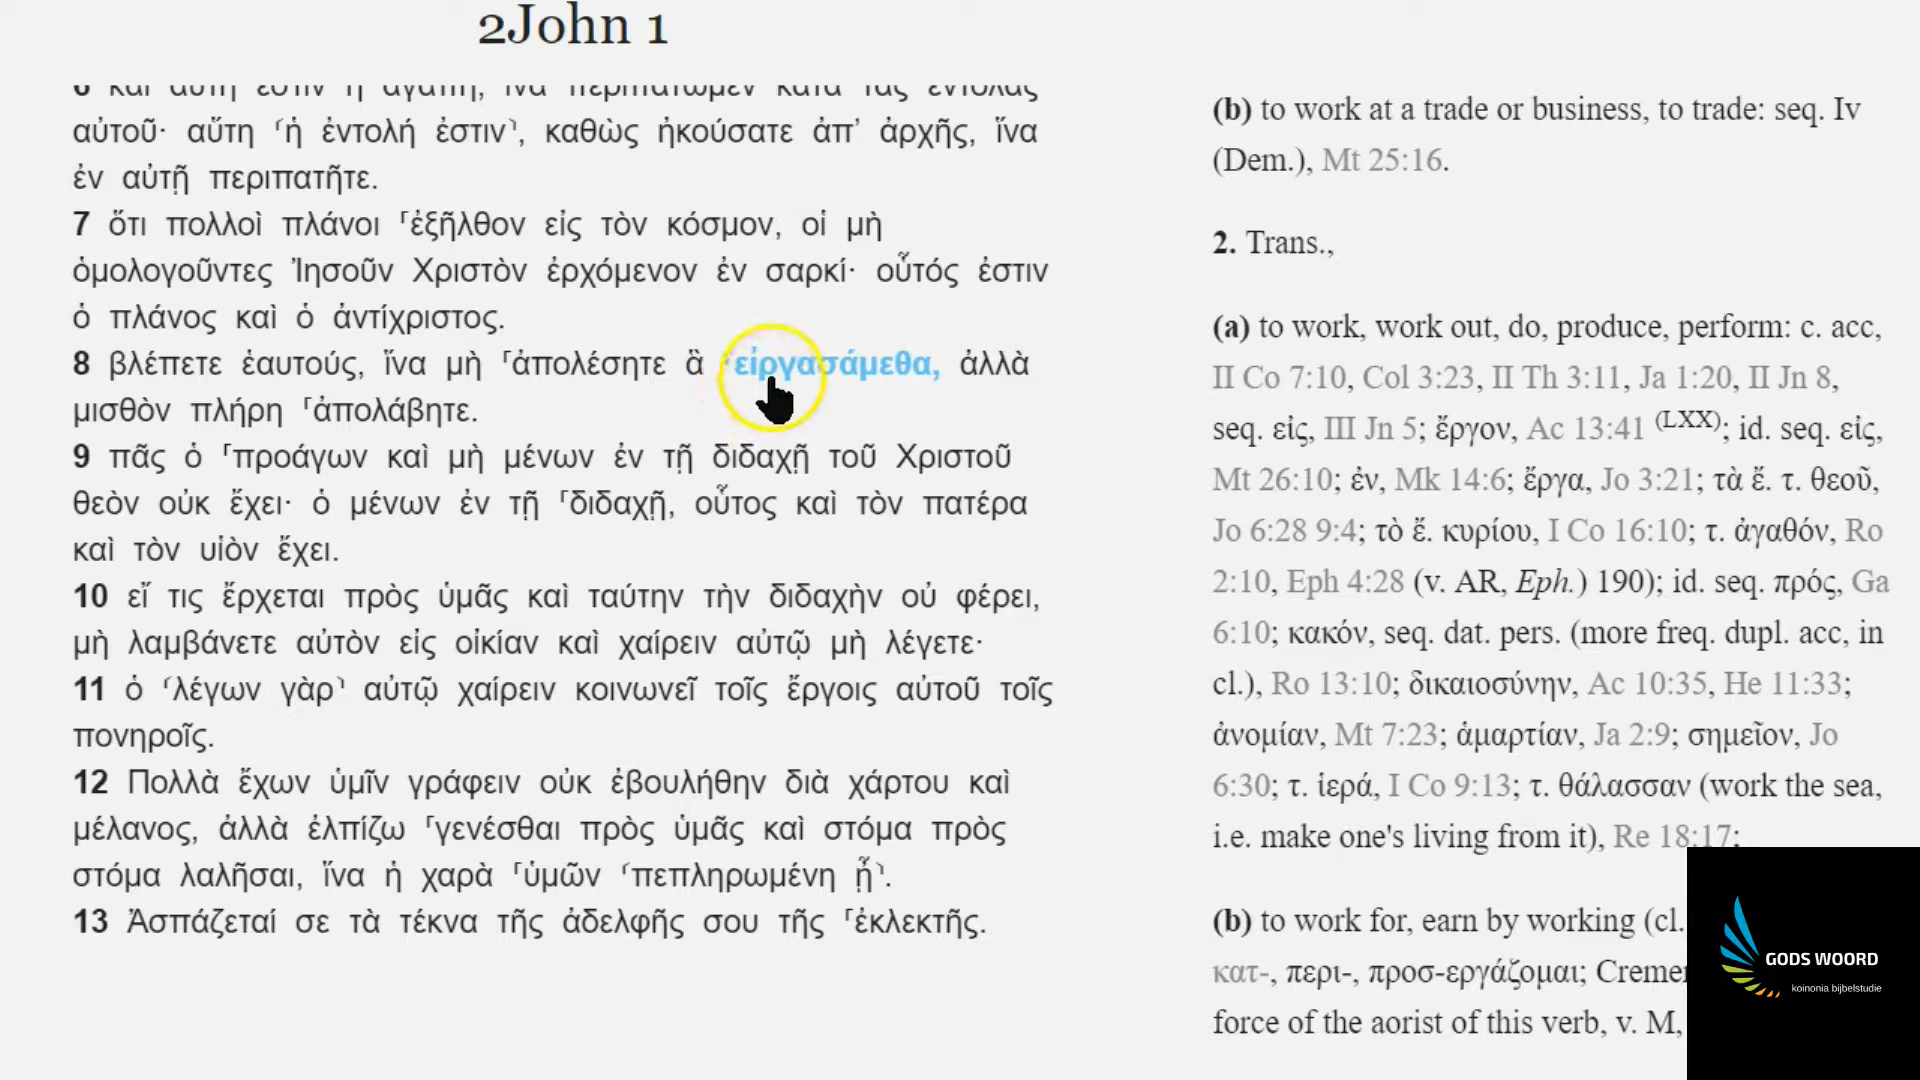 2John 1
6 καὶ αὕτη ἐστὶν ἡ ἀγάπη, ἵνα περιπατῶμεν κατὰ τὰς ἐντολὰς
αὐτοῦ· αὕτη ⸂ἡ ἐντολή ἐστιν⸃, καθὼς ἠκούσατε ἀπ’ ἀρχῆς, ἵνα
ἐν αὐτῇ περιπατῆτε.
7 ὅτι πολλοὶ πλάνοι ⸀ἐξῆλθον εἰς τὸν κόσμον, οἱ μὴ
ὁμολογοῦντες Ἰησοῦν Χριστὸν ἐρχόμενον ἐν σαρκί· οὗτός ἐστιν
ὁ πλάνος καὶ ὁ ἀντίχριστος.
8 βλέπετε ἑαυτούς, ἵνα μὴ ⸀ἀπολέσητε ἃ ⸀εἰργασάμεθα, ἀλλὰ
μισθὸν πλήρη ⸀ἀπολάβητε.
9 πᾶς ὁ ⸀προάγων καὶ μὴ μένων ἐν τῇ διδαχῇ τοῦ Χριστοῦ
θεὸν οὐκ ἔχει· ὁ μένων ἐν τῇ ⸀διδαχῇ, οὗτος καὶ τὸν πατέρα
καὶ τὸν υἱὸν ἔχει.
10 εἴ τις ἔρχεται πρὸς ὑμᾶς καὶ ταύτην τὴν διδαχὴν οὐ φέρει,
μὴ λαμβάνετε αὐτὸν εἰς οἰκίαν καὶ χαίρειν αὐτῷ μὴ λέγετε·
11 ὁ ⸂λέγων γὰρ⸃ αὐτῷ χαίρειν κοινωνεῖ τοῖς ἔργοις αὐτοῦ τοῖς
πονηροῖς.
12 Πολλὰ ἔχων ὑμῖν γράφειν οὐκ ἐβουλήθην διὰ χάρτου καὶ
μέλανος, ἀλλὰ ἐλπίζω ⸀γενέσθαι πρὸς ὑμᾶς καὶ στόμα πρὸς
στόμα λαλῆσαι, ἵνα ἡ χαρὰ ⸀ὑμῶν ⸂πεπληρωμένη ᾖ⸃.
13 Ἀσπάζεταί σε τὰ τέκνα τῆς ἀδελφῆς σου τῆς ⸀ἐκλεκτῆς.
(b) to work at a trade or business, to trade: seq. Iv
(Dem.), Mt 25:16.
2. Trans.,
(a) to work, work out, do, produce, perform: c. acc,
II Co 7:10, Col 3:23, II Th 3:11, Ja 1:20, II Jn 8,
seq. εἰς, III Jn 5; ἔργον, Ac 13:41 (LXX); id. seq. εἰς,
Mt 26:10; ἐν, Mk 14:6; ἔργα, Jo 3:21; τὰ ἔ. τ. θεοῦ,
Jo 6:28 9:4; τὸ ἔ. κυρίου, I Co 16:10; τ. ἀγαθόν, Ro
2:10, Eph 4:28 (v. AR, Eph.) 190); id. seq. πρός, Ga
6:10; κακόν, seq. dat. pers. (more freq. dupl. acc, in
cl.), Ro 13:10; δικαιοσύνην, Ac 10:35, He 11:33;
ἀνομίαν, Mt 7:23; ἁμαρτίαν, Ja 2:9; σημεῖον, Jo
6:30; τ. ἱερά, I Co 9:13; τ. θάλασσαν (work the sea,
i.e. make one's living from it), Re 18:17;
(b) to work for, earn by working (cl.
κατ-, περι-, προσ-εργάζομαι; Cremer
force of the aorist of this verb, v. M,
GODS WOORD
koinonia bijbelstudie